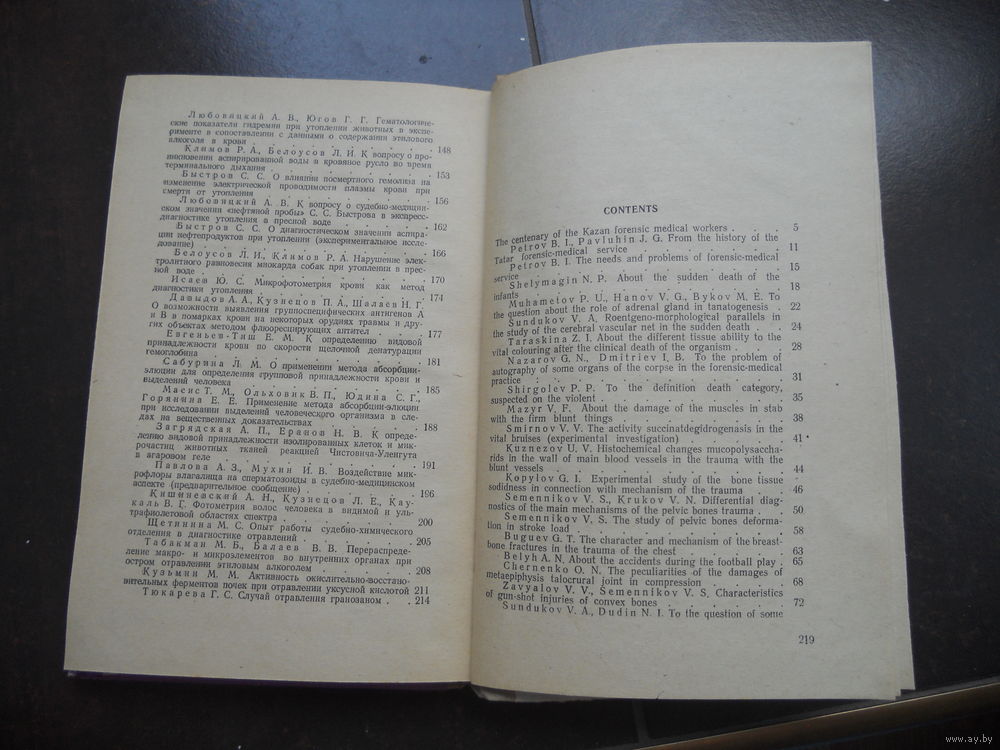 Любовицкий А. В., Югов Г. Г. Гематологиче-
ские показатели гидремии при утоплении животных в экспе-
рименте в сопоставлении с данными о содержании этилового
алкоголя в крови . . . 148
Климов Р. А., Белоусов Л. И. К вопросу о про-
никновении аспирированной воды в кровяное русло во время
терминального дыхания . . . 153
Быстров С. С. О влиянии посмертного гемолиза на
изменение электрической проводимости плазмы крови при
смерти от утопления . . . 156
Любовицкий А. В. К вопросу о судебно-медицин-
ском значении «нефтяной пробы» С. С. Быстрова в экспресс-
диагностике утопления в пресной воде . . . 162
Быстров С. С. О диагностическом значении аспира-
ции нефтепродуктов при утоплении (экспериментальное иссле-
дование) . . . 166
Белоусов Л. И., Климов Р. А. Нарушение элек-
тролитного равновесия миокарда собак при утоплении в прес-
ной воде . . . 170
Исаев Ю. С. Микрофотометрия крови как метод
диагностики утопления . . . 174
Давыдов А. А., Кузнецов П. А., Шалаев Н. Г.
О возможности выявления группоспецифических антигенов А
и В в помарках крови на некоторых орудиях травмы и дру-
гих объектах методом флюоресцирующих антител . . 177
Евгеньев-Тиш Е. М. К определению видовой
принадлежности крови по скорости щелочной денатурации
гемоглобина . . . 181
Сабурина Л. М. О применении метода абсорбции-
элюции для определения групповой принадлежности крови и
выделений человека . . . 185
Масис Т. М., Ольховик В. П., Юдина С. Г.,
Горянина Е. Е. Применение метода абсорбции-элюции
при исследовании выделений человеческого организма в сле-
дах на вещественных доказательствах . . . 188
Загрядская А. П., Еранов Н. В. К опреде-
лению видовой принадлежности изолированных клеток и мик-
рочастиц животных тканей реакцией Чистовича-Уленгута
в агаровом геле . . . 191
Павлова А. З., Мухин И. В. Воздействие мик-
рофлоры влагалища на сперматозоиды в судебно-медицинском
аспекте (предварительное сообщение) . . . 196
Кишиневский А. Н., Кузнецов Л. Е., Кау-
каль В. Г. Фотометрия волос человека в видимой и уль-
трафиолетовой областях спектра . . . 200
Щетинина М. С. Опыт работы судебно-химического
отделения в диагностике отравлений . . . 205
Табакман М. Б., Балаев В. В. Перераспреде-
ление макро- и микроэлементов во внутренних органах при
остром отравлении этиловым алкоголем . . . 208
Кузьмин М. М. Активность окислительно-восстано-
вительных ферментов почек при отравлении уксусной кислотой 211
Тюкарева Г. С. Случай отравления гранозаном . . 214
CONTENTS
The centenary of the Kazan forensic medical workers . . 5
Petrov B. I., Pavluhin J. G. From the history of the
Tatar forensic-medical service . . . 11
Petrov B. I. The needs and problems of forensic-medical
service . . . 15
Shelymagin N. P. About the sudden death of the
infants . . . 18
Muhametov P. U., Hanov V. G., Bykov M. E. To
the question about the role of adrenal gland in tanatogenesis . 22
Sundukov V. A. Roentgeno-morphological parallels in
the study of the cerebral vascular net in the sudden death . . 24
Taraskina Z. I. About the different tissue ability to the
vital colouring after the clinical death of the organism . . 28
Nazarov G. N., Dmitriev I. B. To the problem of
autography of some organs of the corpse in the forensic-medical
practice . . . 31
Shirgolev P. P. To the definition death category,
suspected on the violent . . . 35
Mazyr V. F. About the damage of the muscles in stab
with the firm blunt things . . . 38
Smirnov V. V. The activity succinatdegidrogenasis in the
vital bruises (experimental investigation) . . . 41
Kuznezov U. V. Histochemical changes mucopolysaccha-
rids in the wall of main blood vessels in the trauma with the
blunt vessels . . . 44
Kopylov G. I. Experimental study of the bone tissue
sodidness in connection with mechanism of the trauma . . 46
Semennikov V. S., Krukov V. N. Differential diag-
nostics of the main mechanisms of the pelvic bones trauma . . 50
Semennikov V. S. The study of pelvic bones deforma-
tion in stroke load . . . 58
Buguev G. T. The character and mechanism of the breast-
bone fractures in the trauma of the chest . . . 63
Belyh A. N. About the accidents during the football play . 65
Chernenko O. N. The peculiarities of the damages of
metaepiphysis talocrural joint in compression . . . 68
Zavyalov V. V., Semennikov V. S. Characteristics
of gun-shot injuries of convex bones . . . 72
Sundukov V. A., Dudin N. I. To the question of some
219
www.ay.by